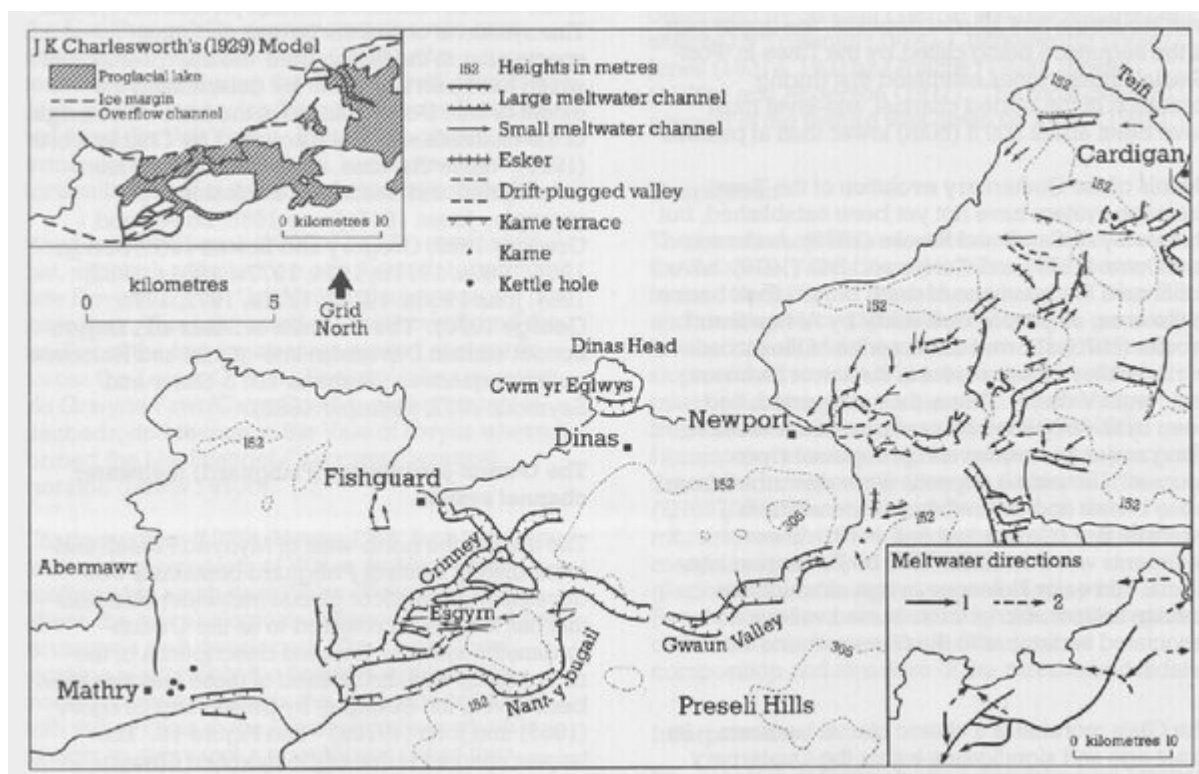 J K Charlesworth's (1929) Model
Proglacial lake
Ice margin
Overflow channel
0 kilometres 10
kilometres
0 5
Grid
North
152 Heights in metres
Large meltwater channel
Small meltwater channel
Esker
Drift-plugged valley
Kame terrace
Kame
Kettle hole
152
Teifi
Cardigan
152
152
Dinas Head
Cwm yr Eglwys
Dinas
Newport
152
Fishguard
152
305
152
152
Abermawr
Criney
Esgyrn
Gwaun Valley
305
Mathry
152
Nant-y-bugail
Preseli Hills
Meltwater directions
1 2
0 kilometres 10